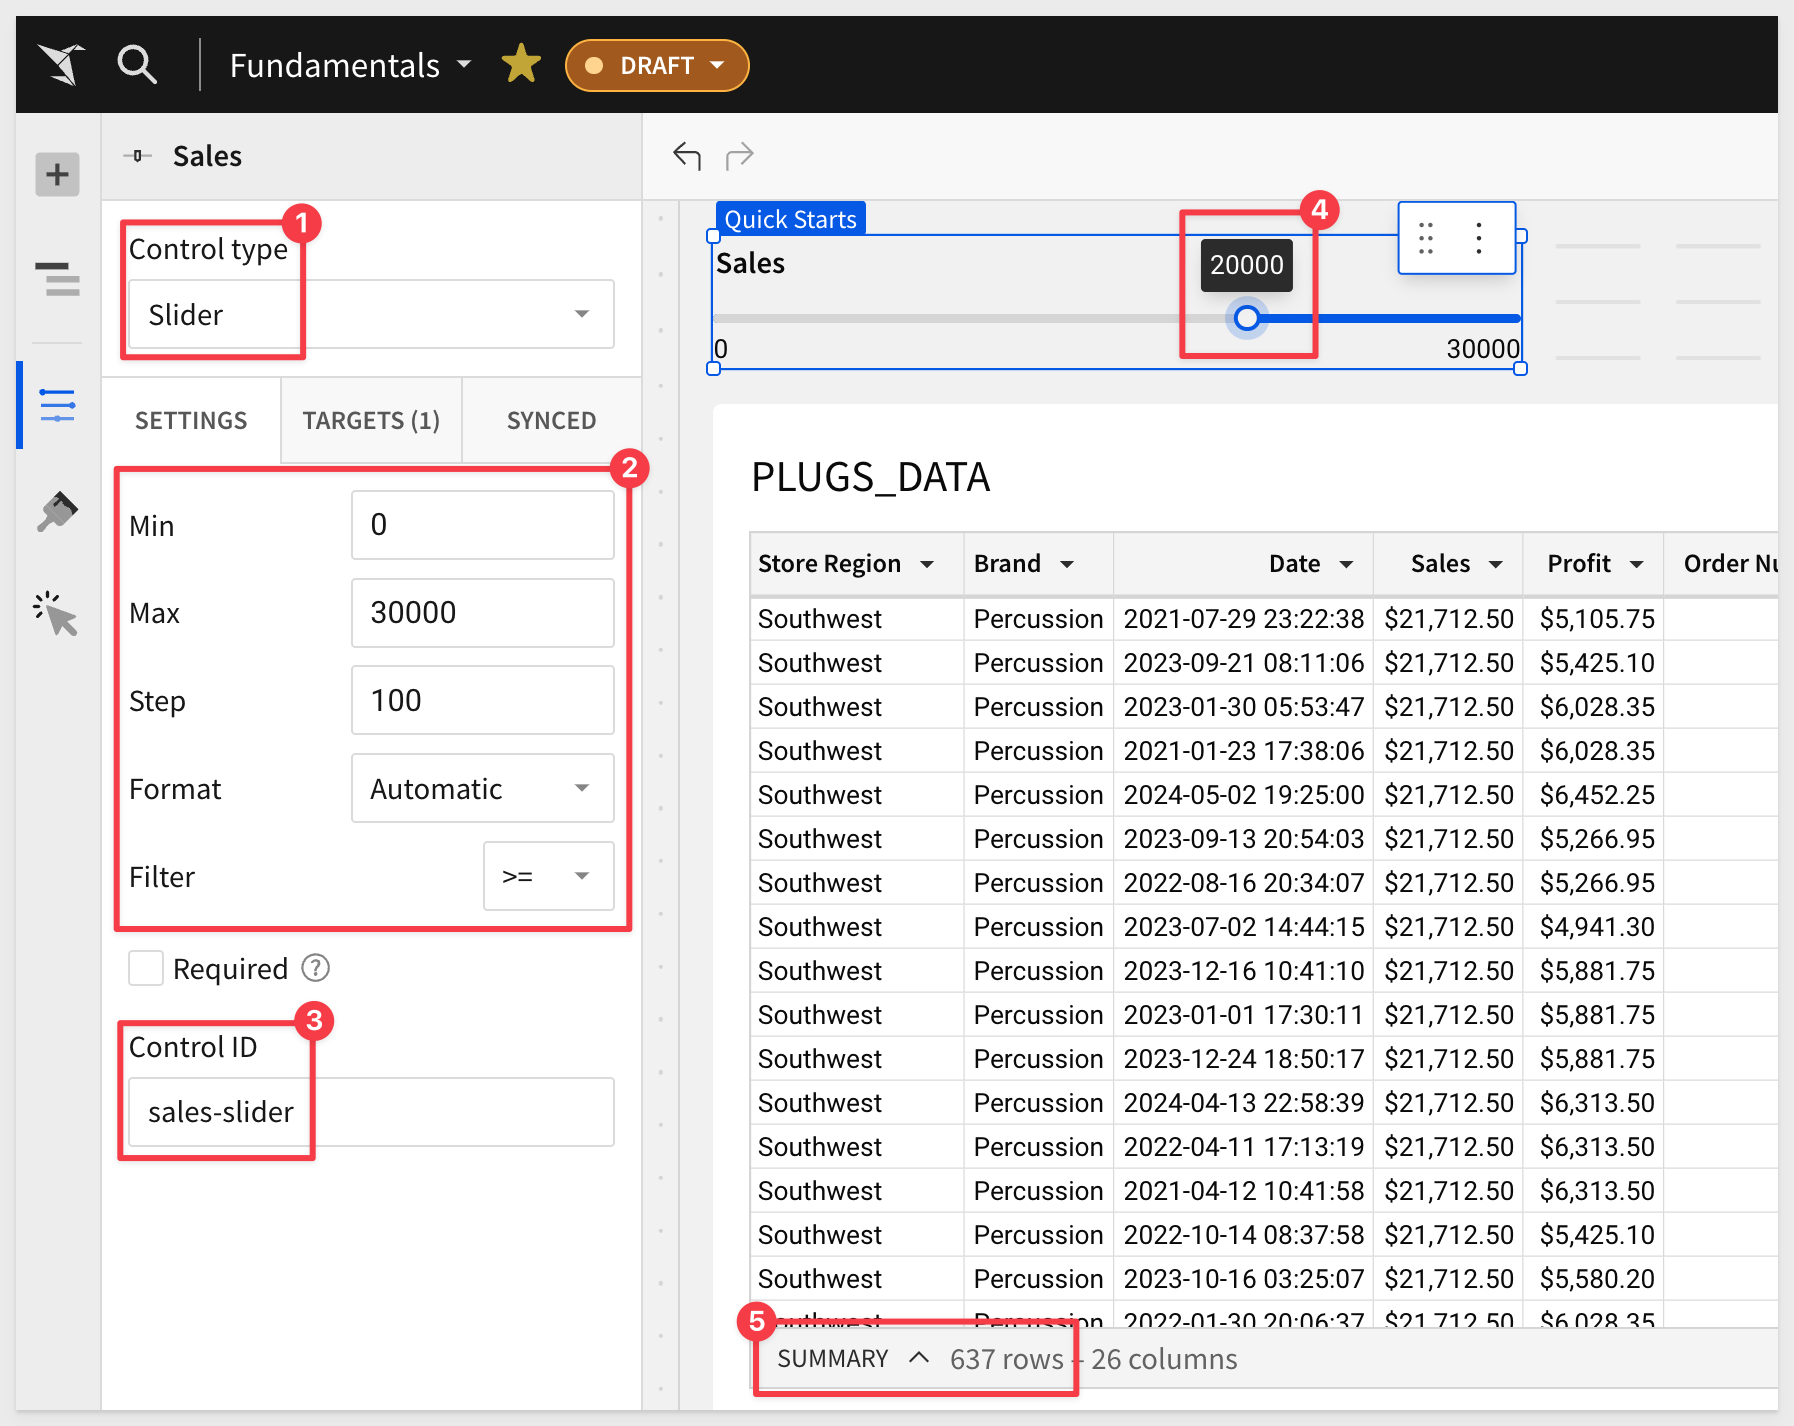 Fundamentals
DRAFT
Sales
1
Control type
Slider
SETTINGS
TARGETS (1)
SYNCED
2
Min
0
Max
30000
Step
100
Format
Automatic
Filter
>=
Required
?
3
Control ID
sales-slider
Quick Starts
4
Sales
20000
0
30000
PLUGS_DATA
Store Region Brand Date Sales Profit Order Nu
Southwest Percussion 2021-07-29 23:22:38 $21,712.50 $5,105.75
Southwest Percussion 2023-09-21 08:11:06 $21,712.50 $5,425.10
Southwest Percussion 2023-01-30 05:53:47 $21,712.50 $6,028.35
Southwest Percussion 2021-01-23 17:38:06 $21,712.50 $6,028.35
Southwest Percussion 2024-05-02 19:25:00 $21,712.50 $6,452.25
Southwest Percussion 2023-09-13 20:54:03 $21,712.50 $5,266.95
Southwest Percussion 2022-08-16 20:34:07 $21,712.50 $5,266.95
Southwest Percussion 2023-07-02 14:44:15 $21,712.50 $4,941.30
Southwest Percussion 2023-12-16 10:41:10 $21,712.50 $5,881.75
Southwest Percussion 2023-01-01 17:30:11 $21,712.50 $5,881.75
Southwest Percussion 2023-12-24 18:50:17 $21,712.50 $5,881.75
Southwest Percussion 2024-04-13 22:58:39 $21,712.50 $6,313.50
Southwest Percussion 2022-04-11 17:13:19 $21,712.50 $6,313.50
Southwest Percussion 2021-04-12 10:41:58 $21,712.50 $6,313.50
Southwest Percussion 2022-10-14 08:37:58 $21,712.50 $5,425.10
Southwest Percussion 2023-10-16 03:25:07 $21,712.50 $5,580.20
Southwest Percussion 2022-01-30 20:06:37 $21,712.50 $6,028.35
5
SUMMARY 637 rows – 26 columns